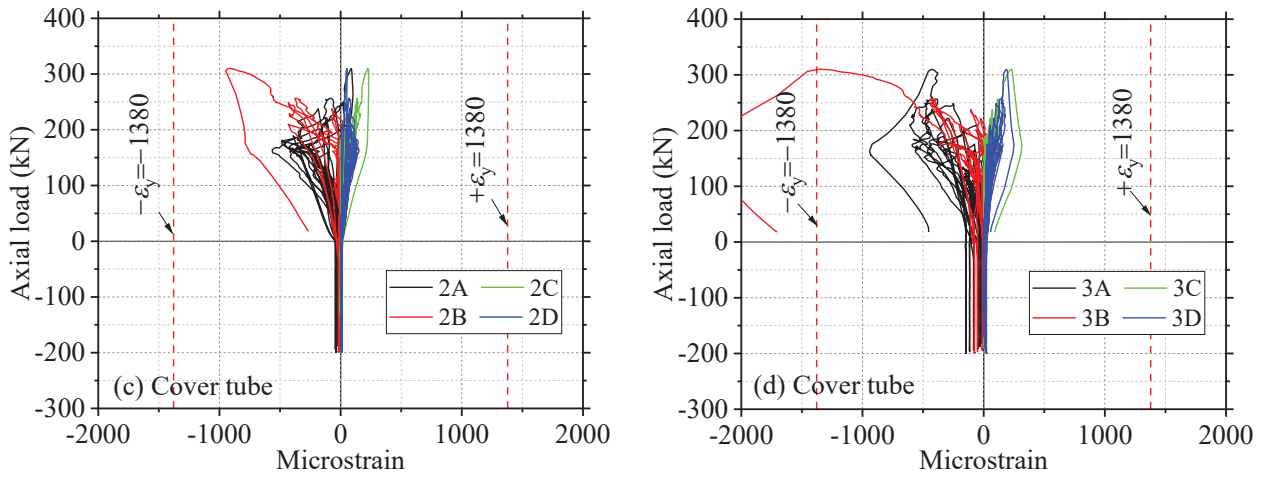 400
300
200
100
0
-100
-200
-300
Axial load (kN)
−εy=−1380
+εy=1380
2A 2C
2B 2D
(c) Cover tube
-2000 -1000 0 1000 2000
Microstrain
400
300
200
100
0
-100
-200
-300
Axial load (kN)
−εy=−1380
+εy=1380
3A 3C
3B 3D
(d) Cover tube
-2000 -1000 0 1000 2000
Microstrain